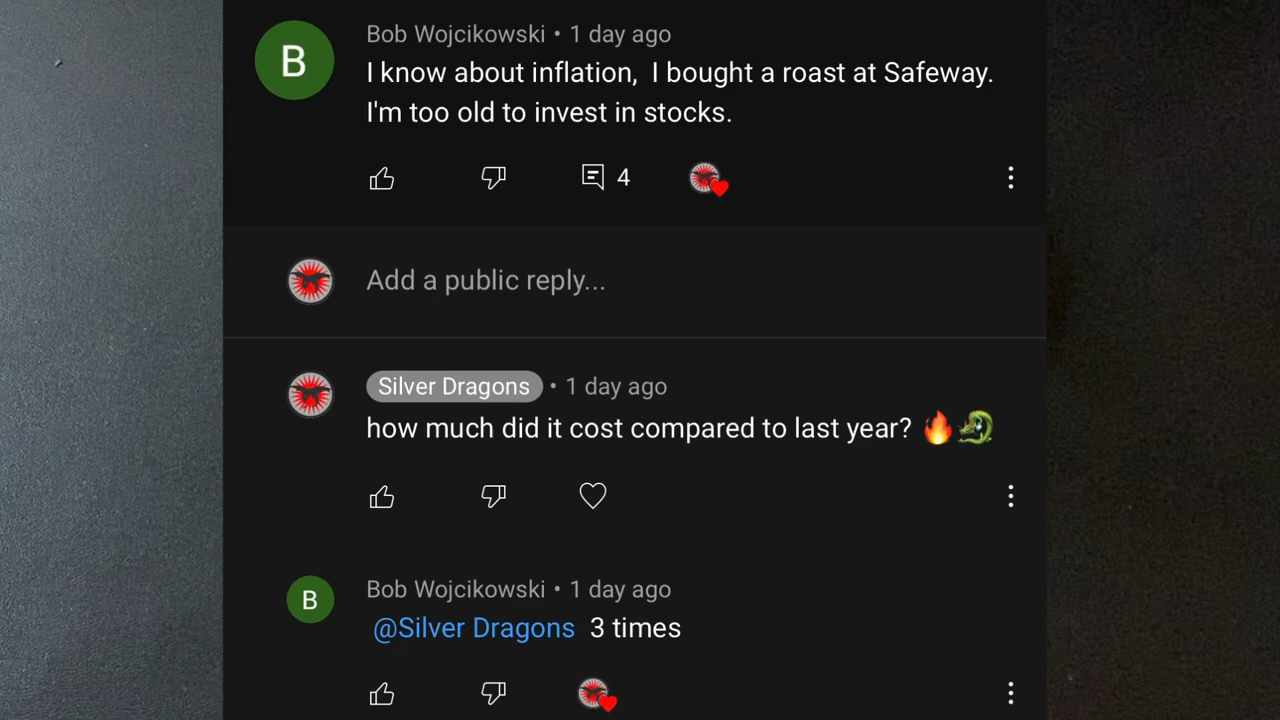 B
Bob Wojcikowski • 1 day ago
I know about inflation, I bought a roast at Safeway.
I'm too old to invest in stocks.
4
Add a public reply...
Silver Dragons • 1 day ago
how much did it cost compared to last year? 🔥🐉
B
Bob Wojcikowski • 1 day ago
@Silver Dragons 3 times